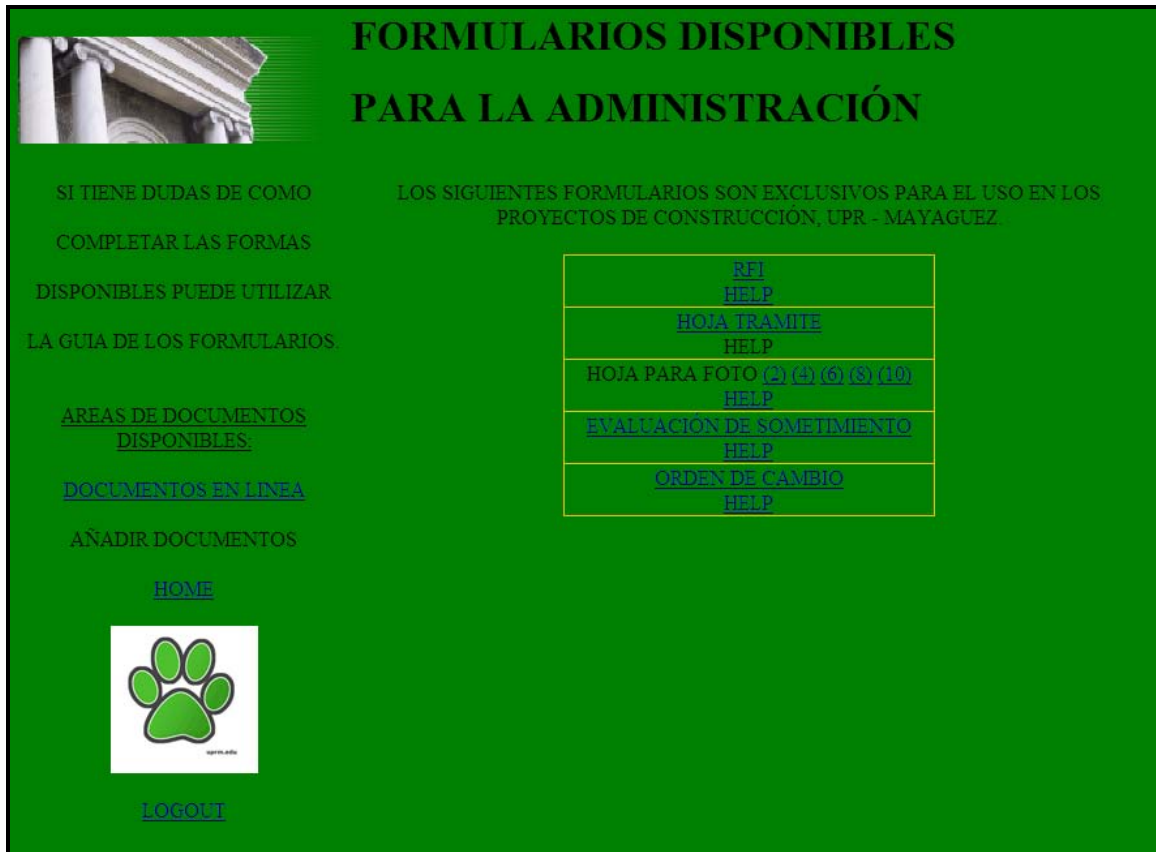 FORMULARIOS DISPONIBLES
PARA LA ADMINISTRACIÓN
SI TIENE DUDAS DE COMO
COMPLETAR LAS FORMAS
DISPONIBLES PUEDE UTILIZAR
LA GUIA DE LOS FORMULARIOS.
AREAS DE DOCUMENTOS
DISPONIBLES:
DOCUMENTOS EN LINEA
AÑADIR DOCUMENTOS
HOME
uprm.edu
LOGOUT
LOS SIGUIENTES FORMULARIOS SON EXCLUSIVOS PARA EL USO EN LOS
PROYECTOS DE CONSTRUCCIÓN, UPR - MAYAGUEZ.
RFI
HELP
HOJA TRAMITE
HELP
HOJA PARA FOTO (2) (4) (6) (8) (10)
HELP
EVALUACIÓN DE SOMETIMIENTO
HELP
ORDEN DE CAMBIO
HELP